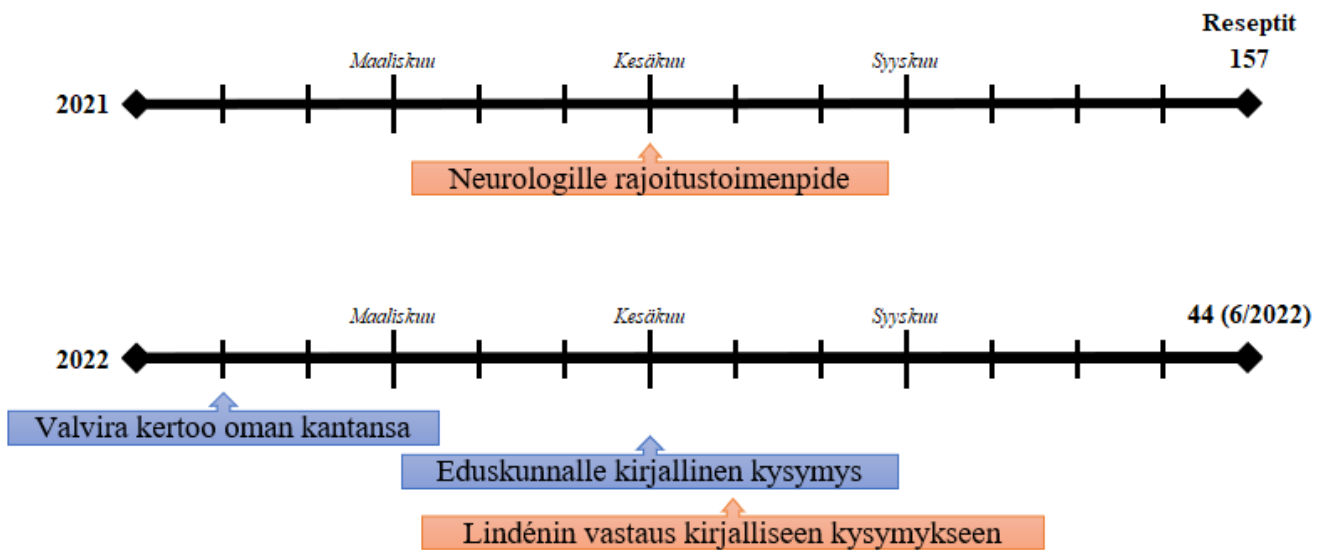 Reseptit
157
Maaliskuu Kesäkuu Syyskuu
2021
Neurologille rajoitustoimenpide
44 (6/2022)
Maaliskuu Kesäkuu Syyskuu
2022
Valvira kertoo oman kantansa
Eduskunnalle kirjallinen kysymys
Lindénin vastaus kirjalliseen kysymykseen